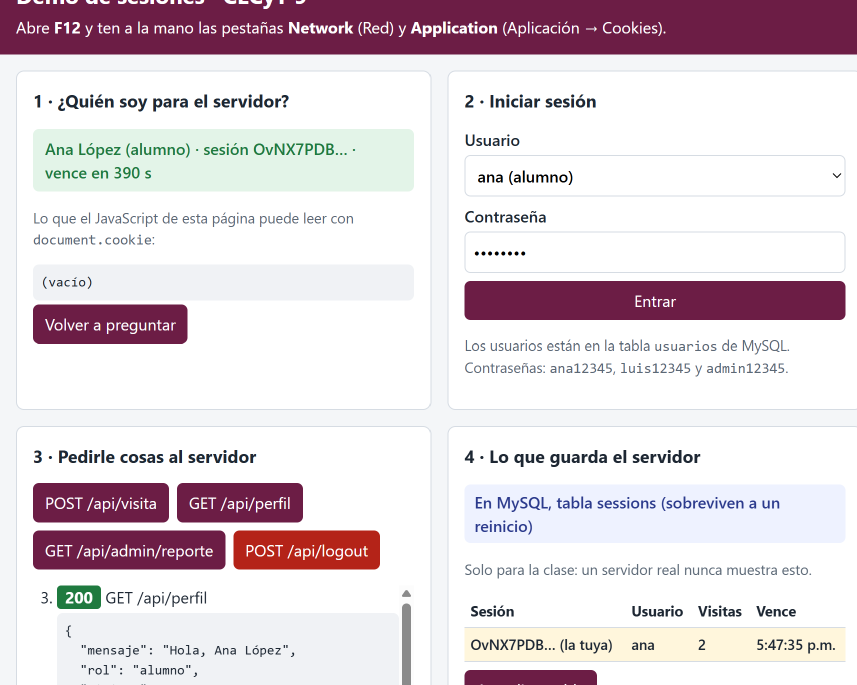 Demo de sesiones · CECyT 9
Abre F12 y ten a la mano las pestañas Network (Red) y Application (Aplicación → Cookies).
1 · ¿Quién soy para el servidor?
Ana López (alumno) · sesión OvNX7PDB… ·
vence en 390 s
Lo que el JavaScript de esta página puede leer con
document.cookie:
(vacío)
Volver a preguntar
2 · Iniciar sesión
Usuario
ana (alumno)
Contraseña
••••••••
Entrar
Los usuarios están en la tabla usuarios de MySQL.
Contraseñas: ana12345, luis12345 y admin12345.
3 · Pedirle cosas al servidor
POST /api/visita
GET /api/perfil
GET /api/admin/reporte
POST /api/logout
3. 200 GET /api/perfil
{
"mensaje": "Hola, Ana López",
"rol": "alumno",
4 · Lo que guarda el servidor
En MySQL, tabla sessions (sobreviven a un
reinicio)
Solo para la clase: un servidor real nunca muestra esto.
Sesión Usuario Visitas Vence
OvNX7PDB… (la tuya) ana 2 5:47:35 p.m.